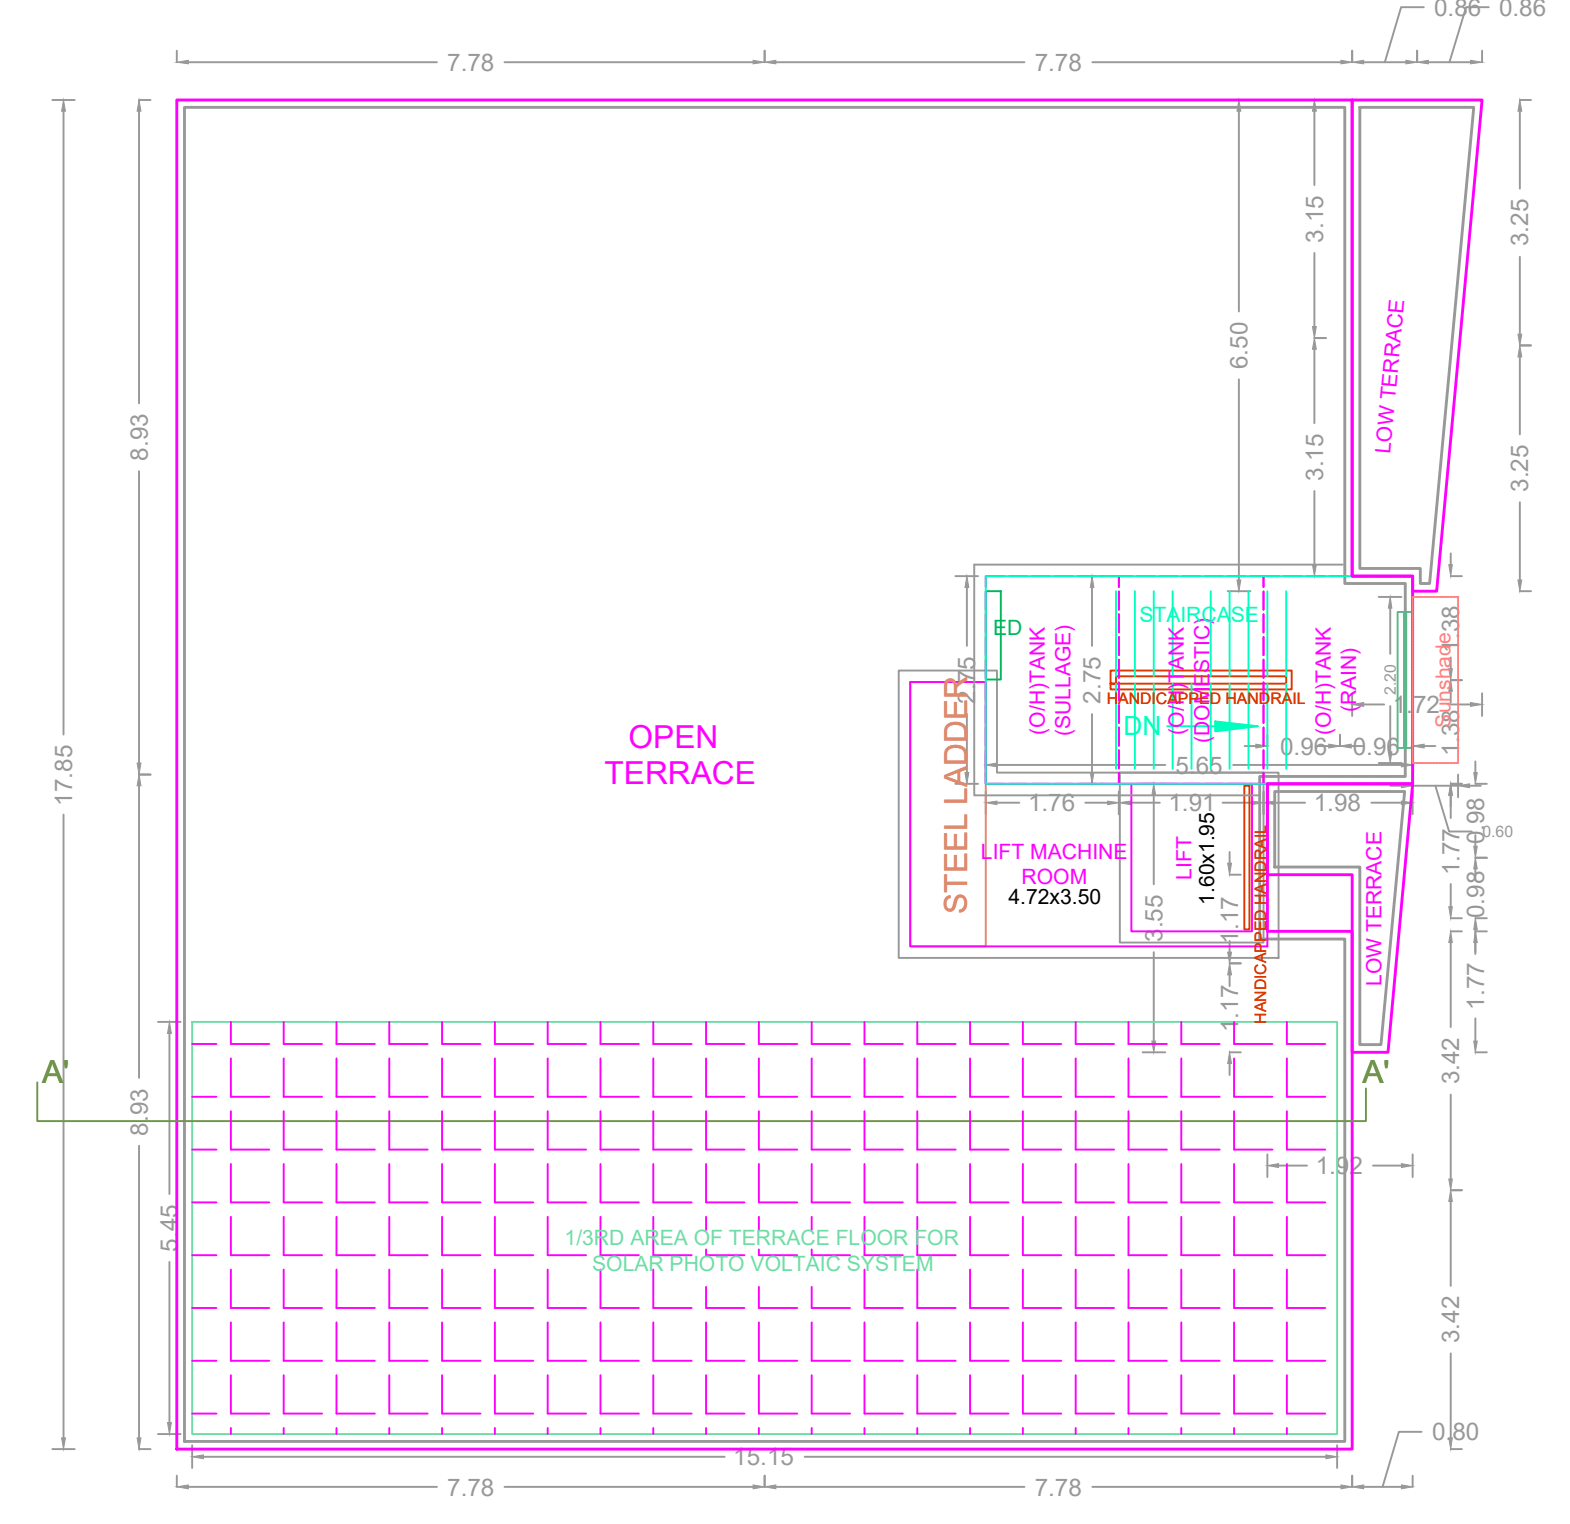 0.86
0.86
7.78
7.78
3.15
3.25
6.50
LOW TERRACE
8.93
3.15
3.25
STAIRCASE
ED
(O/H)TANK
(SULLAGE)
(O/H)TANK
(DOMESTIC)
(O/H)TANK
(RAIN)
1.38
2.75
2.75
2.20
Sunshade
HANDICAPPED HANDRAIL
1.72
DN
1.38
0.96
0.96
OPEN
TERRACE
17.85
STEEL LADDER
5.65
1.76
1.91
1.98
0.60
0.98
1.77
LIFT MACHINE
ROOM
4.72x3.50
LIFT
1.60x1.95
HANDICAPPED HANDRAIL
LOW TERRACE
0.98
3.55
1.17
1.17
1.77
3.42
A'
A'
8.93
1.92
5.45
1/3RD AREA OF TERRACE FLOOR FOR
SOLAR PHOTO VOLTAIC SYSTEM
3.42
0.80
15.15
7.78
7.78